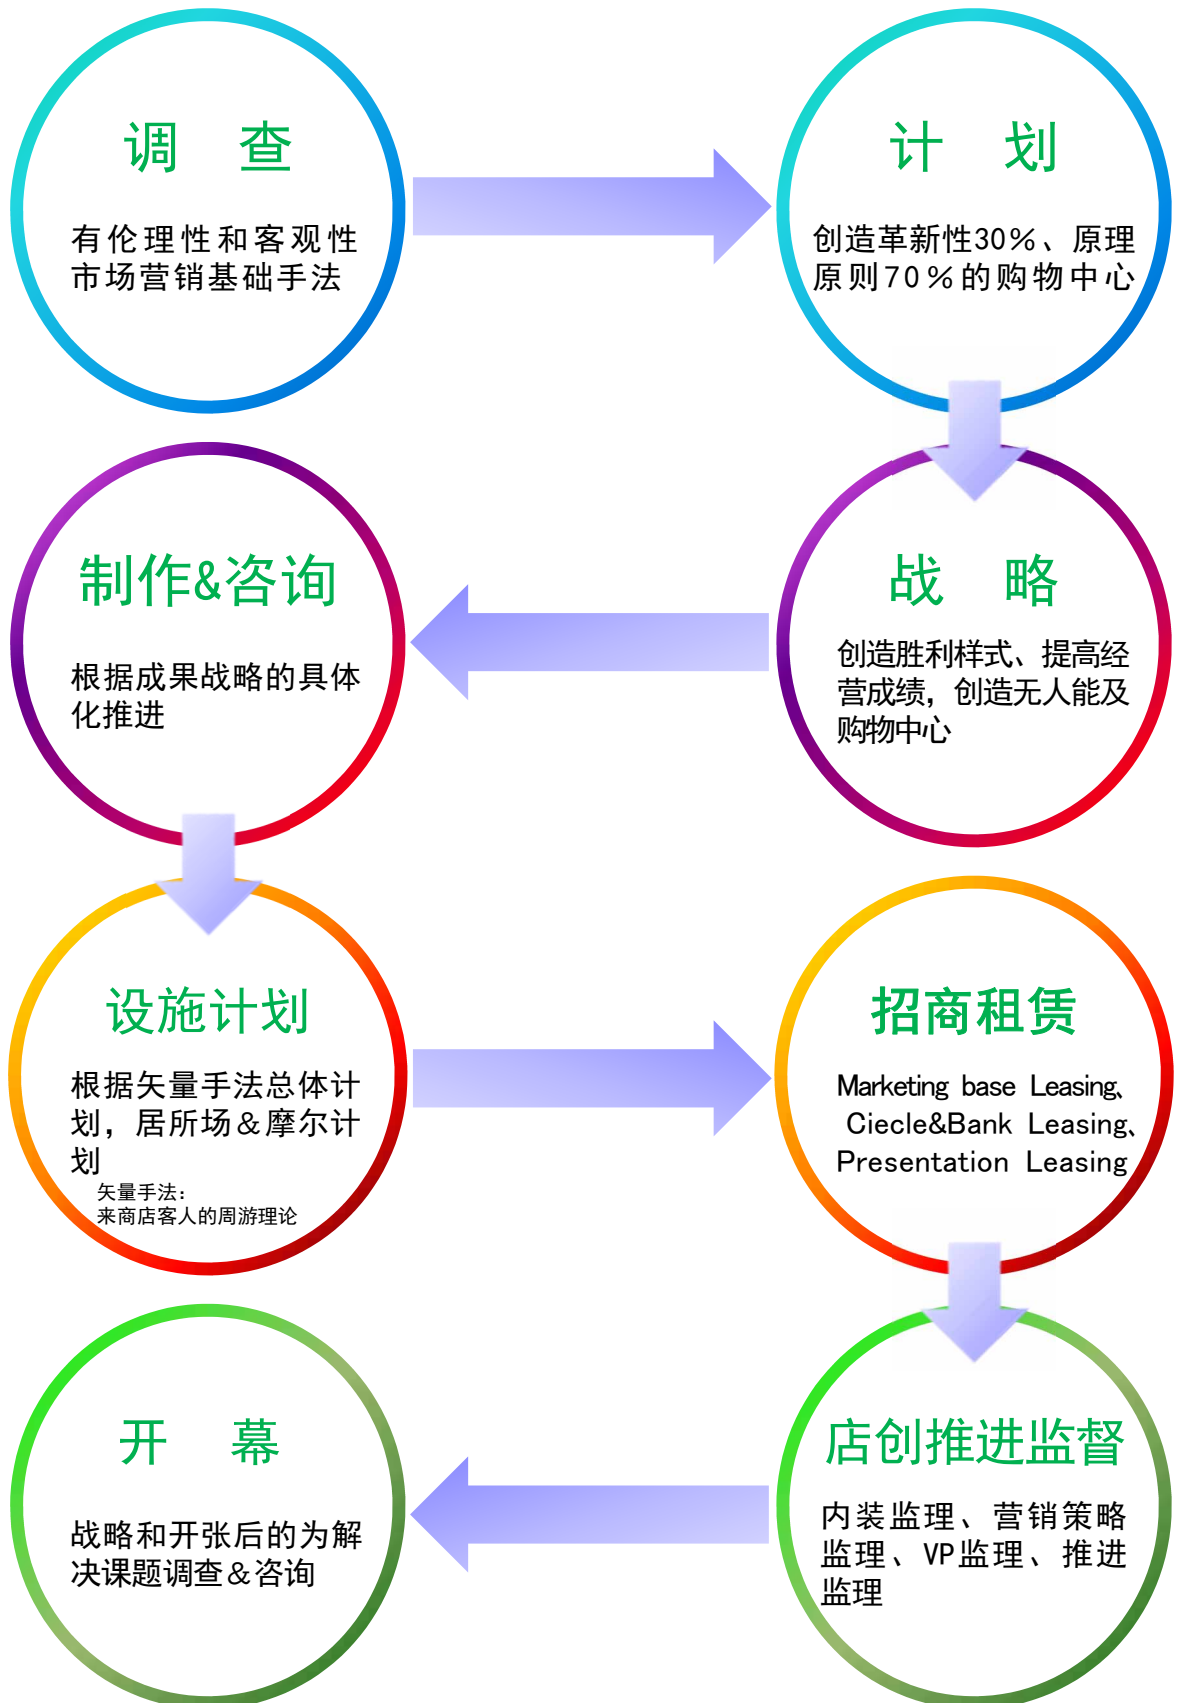 调 查
有伦理性和客观性
市场营销基础手法
计 划
创造革新性30％、原理
原则70％的购物中心
战 略
创造胜利样式、提高经
营成绩，创造无人能及
购物中心
制作&咨询
根据成果战略的具体
化推进
设施计划
根据矢量手法总体计
划，居所场＆摩尔计
划
矢量手法：
来商店客人的周游理论
招商租赁
Marketing base Leasing、
Ciecle&Bank Leasing、
Presentation Leasing
店创推进监督
内装监理、营销策略
监理、VP监理、推进
监理
开 幕
战略和开张后的为解
决课题调查＆咨询